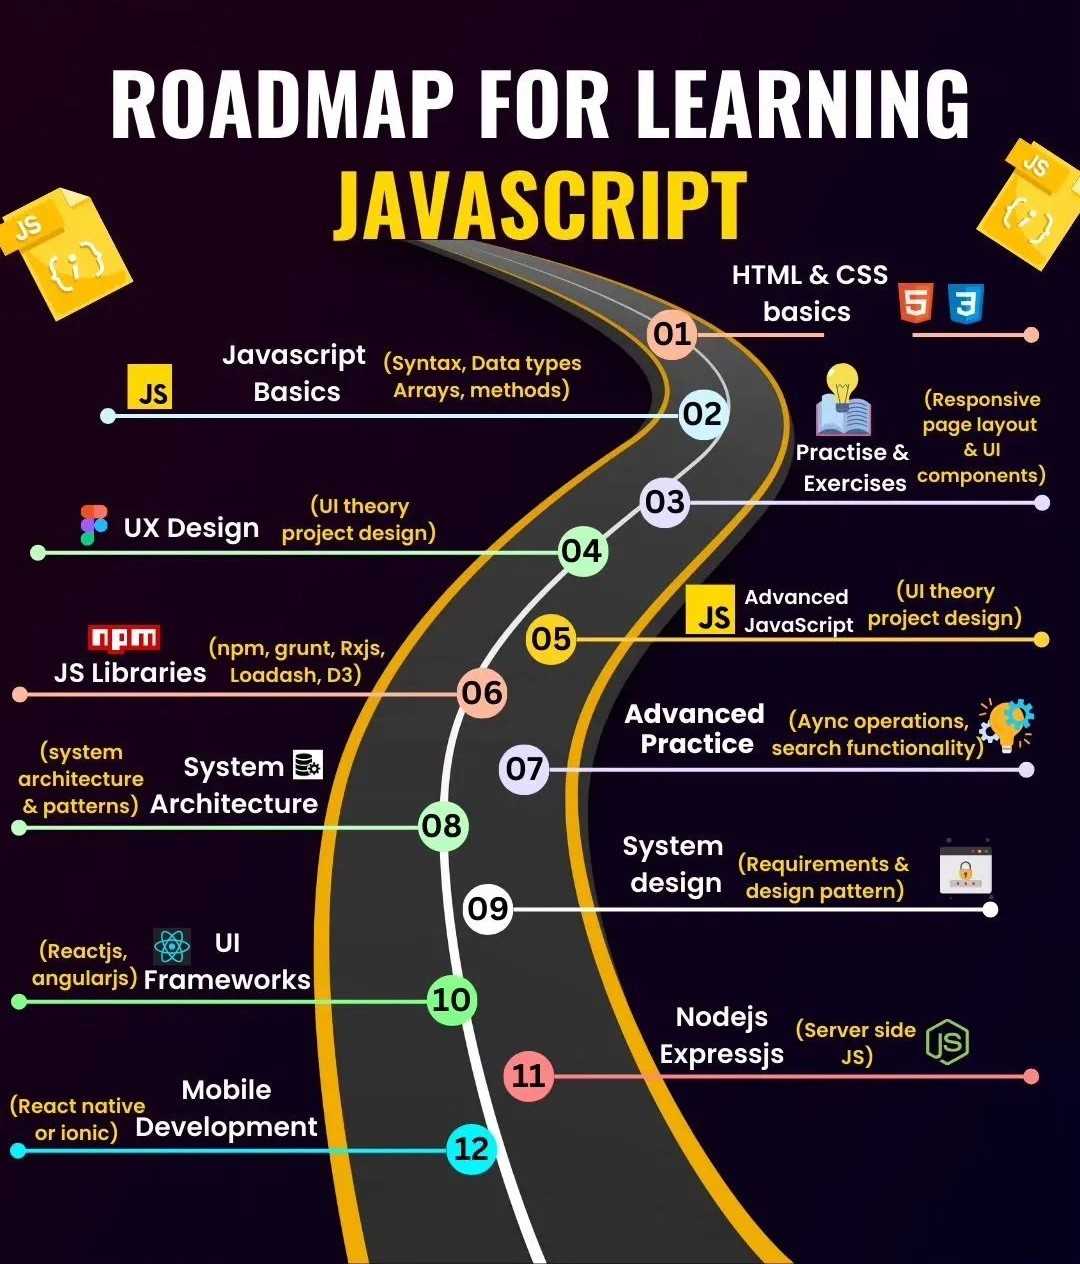 ROADMAP FOR LEARNING
JAVASCRIPT
JS
{i}
JS
{i}
01
HTML & CSS
basics
5
3
02
JS
Javascript
Basics
(Syntax, Data types
Arrays, methods)
03
Practise &
Exercises
(Responsive
page layout
& UI
components)
04
UX Design
(UI theory
project design)
05
JS
Advanced
JavaScript
(UI theory
project design)
06
npm
JS Libraries
(npm, grunt, Rxjs,
Loadash, D3)
07
Advanced
Practice
(Aync operations,
search functionality)
08
System
Architecture
(system
architecture
& patterns)
09
System
design
(Requirements &
design pattern)
10
UI
Frameworks
(Reactjs,
angularjs)
11
Nodejs
Expressjs
(Server side
JS)
JS
12
Mobile
Development
(React native
or ionic)